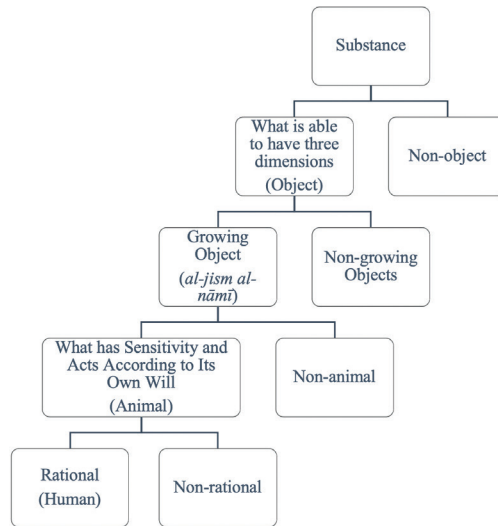 Substance
What is able
to have three
dimensions
(Object)
Non-object
Growing
Object
(al-jism al-
nāmī)
Non-growing
Objects
What has Sensitivity and
Acts According to Its
Own Will
(Animal)
Non-animal
Rational
(Human)
Non-rational